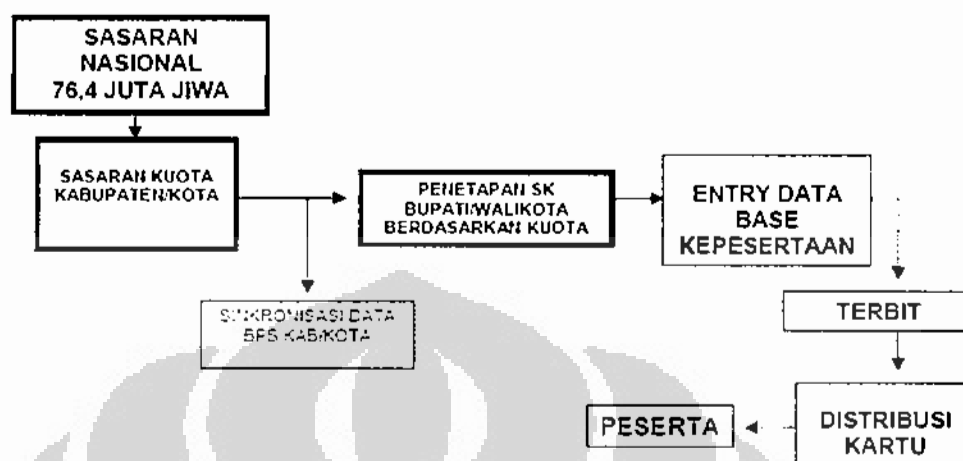 SASARAN
NASIONAL
76,4 JUTA JIWA
SASARAN KUOTA
KABUPATEN/KOTA
PENETAPAN SK
BUPATI/WALIKOTA
BERDASARKAN KUOTA
ENTRY DATA
BASE
KEPESERTAAN
SINKRONISASI DATA
BPS KAB/KOTA
TERBIT
DISTRIBUSI
KARTU
PESERTA